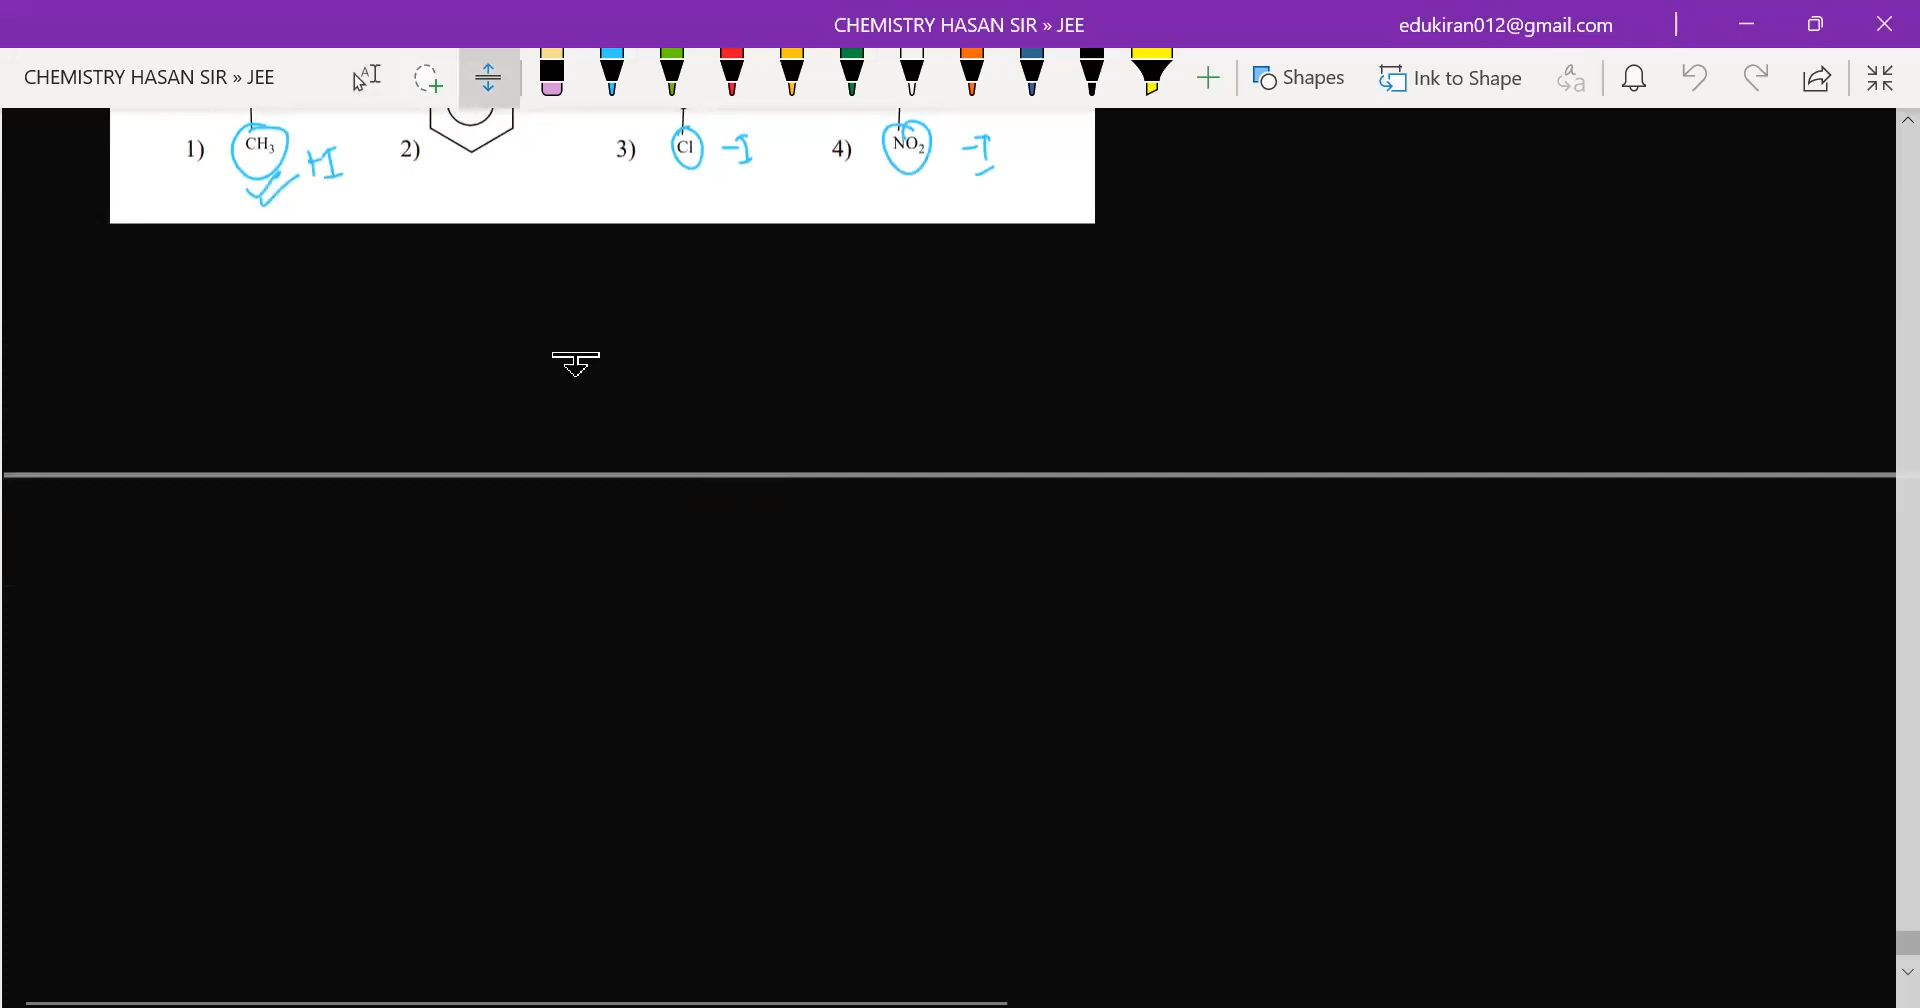 CHEMISTRY HASAN SIR » JEE
edukiran012@gmail.com
CHEMISTRY HASAN SIR » JEE
Shapes
Ink to Shape
1) CH₃ +I 2) 3) Cl -I 4) NO₂ -I